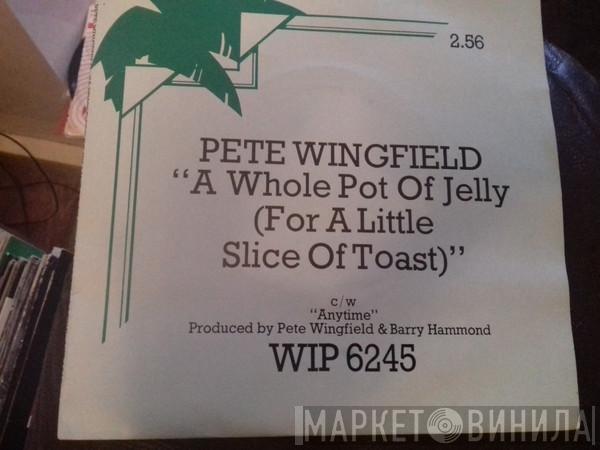 2.56
PETE WINGFIELD
“A Whole Pot Of Jelly
(For A Little
Slice Of Toast)”
c/w
“Anytime”
Produced by Pete Wingfield & Barry Hammond
WIP 6245
МАРКЕТ ВИНИЛА